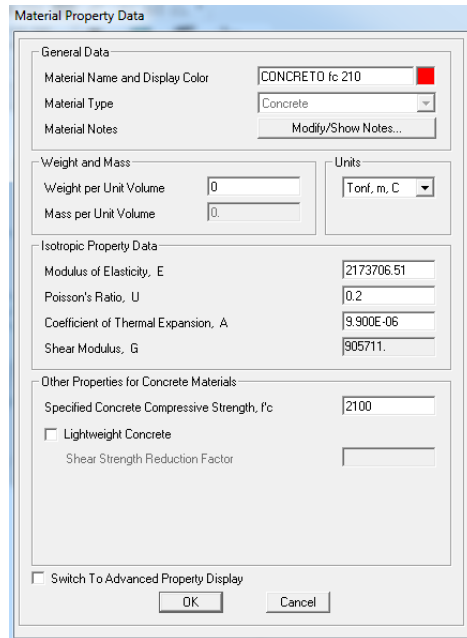 Material Property Data
General Data
Material Name and Display Color CONCRETO fc 210
Material Type Concrete
Material Notes Modify/Show Notes...
Weight and Mass Units
Weight per Unit Volume 0 Tonf, m, C
Mass per Unit Volume 0.
Isotropic Property Data
Modulus of Elasticity, E 2173706.51
Poisson's Ratio, U 0.2
Coefficient of Thermal Expansion, A 9.900E-06
Shear Modulus, G 905711.
Other Properties for Concrete Materials
Specified Concrete Compressive Strength, f'c 2100
Lightweight Concrete
Shear Strength Reduction Factor
Switch To Advanced Property Display
OK Cancel